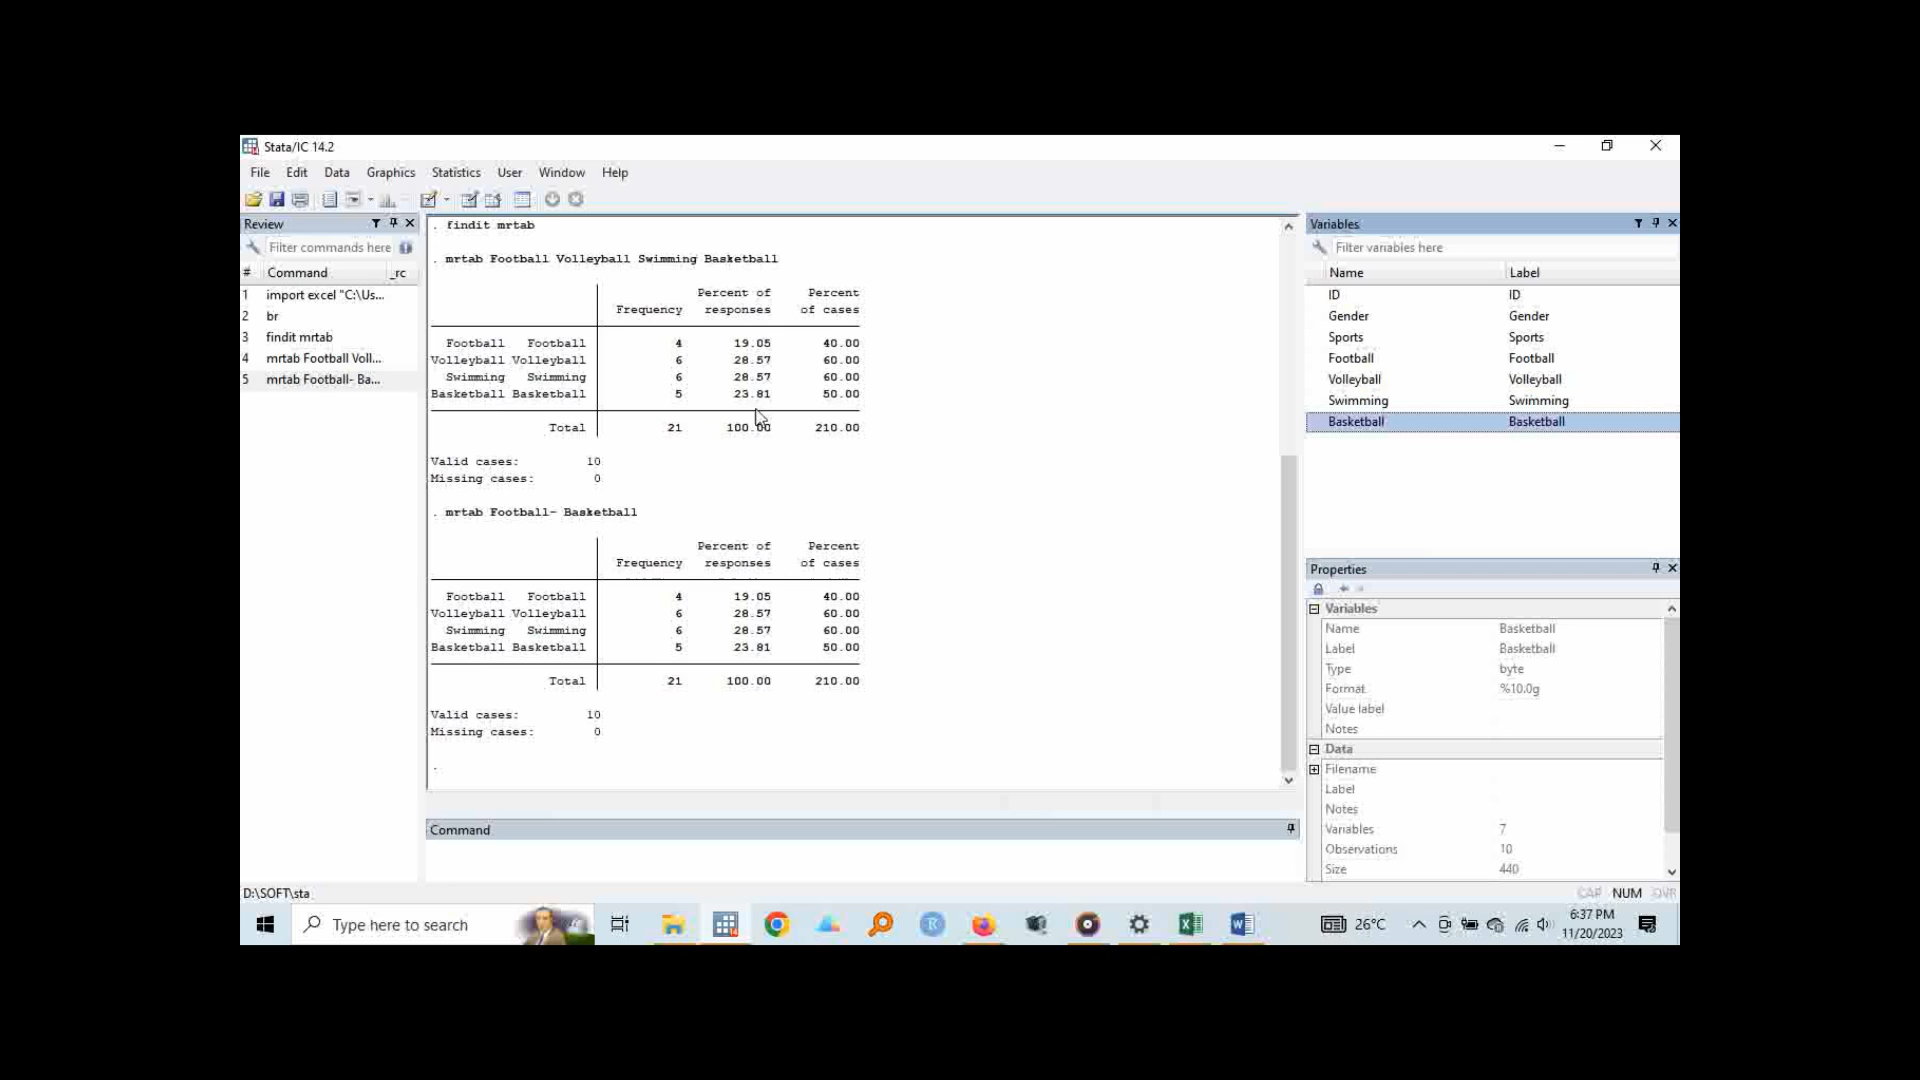 Stata/IC 14.2
File Edit Data Graphics Statistics User Window Help
Review
Filter commands here
# Command _rc
1 import excel "C:\Us...
2 br
3 findit mrtab
4 mrtab Football Voll...
5 mrtab Football- Ba...
. findit mrtab
. mrtab Football Volleyball Swimming Basketball
Percent of Percent
Frequency responses of cases
Football Football 4 19.05 40.00
Volleyball Volleyball 6 28.57 60.00
Swimming Swimming 6 28.57 60.00
Basketball Basketball 5 23.81 50.00
Total 21 100.00 210.00
Valid cases: 10
Missing cases: 0
. mrtab Football- Basketball
Percent of Percent
Frequency responses of cases
Football Football 4 19.05 40.00
Volleyball Volleyball 6 28.57 60.00
Swimming Swimming 6 28.57 60.00
Basketball Basketball 5 23.81 50.00
Total 21 100.00 210.00
Valid cases: 10
Missing cases: 0
.
Command
Variables
Filter variables here
Name Label
ID ID
Gender Gender
Sports Sports
Football Football
Volleyball Volleyball
Swimming Swimming
Basketball Basketball
Properties
Variables
Name Basketball
Label Basketball
Type byte
Format %10.0g
Value label
Notes
Data
Filename
Label
Notes
Variables 7
Observations 10
Size 440
D:\SOFT\sta
CAP NUM OVR
Type here to search
26°C
6:37 PM
11/20/2023